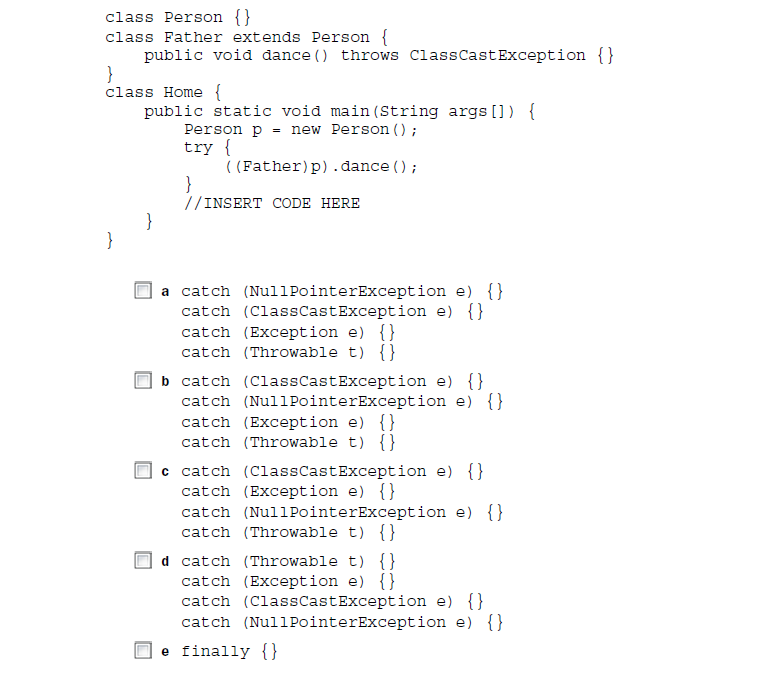 class Person {}
class Father extends Person {
    public void dance() throws ClassCastException {}
}
class Home {
    public static void main(String args[]) {
        Person p = new Person();
        try {
            ((Father)p).dance();
        }
        //INSERT CODE HERE
    }
}
a catch (NullPointerException e) {}
catch (ClassCastException e) {}
catch (Exception e) {}
catch (Throwable t) {}
b catch (ClassCastException e) {}
catch (NullPointerException e) {}
catch (Exception e) {}
catch (Throwable t) {}
c catch (ClassCastException e) {}
catch (Exception e) {}
catch (NullPointerException e) {}
catch (Throwable t) {}
d catch (Throwable t) {}
catch (Exception e) {}
catch (ClassCastException e) {}
catch (NullPointerException e) {}
e finally {}